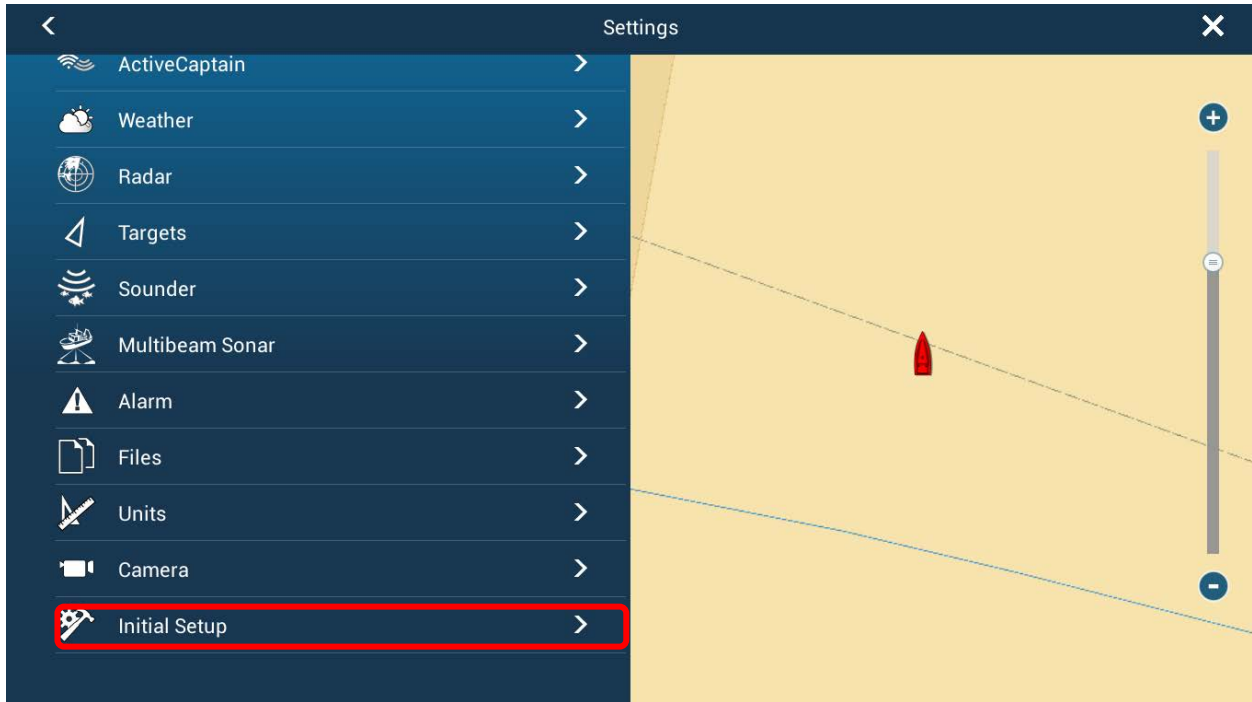 Settings
ActiveCaptain
Weather
Radar
Targets
Sounder
Multibeam Sonar
Alarm
Files
Units
Camera
Initial Setup